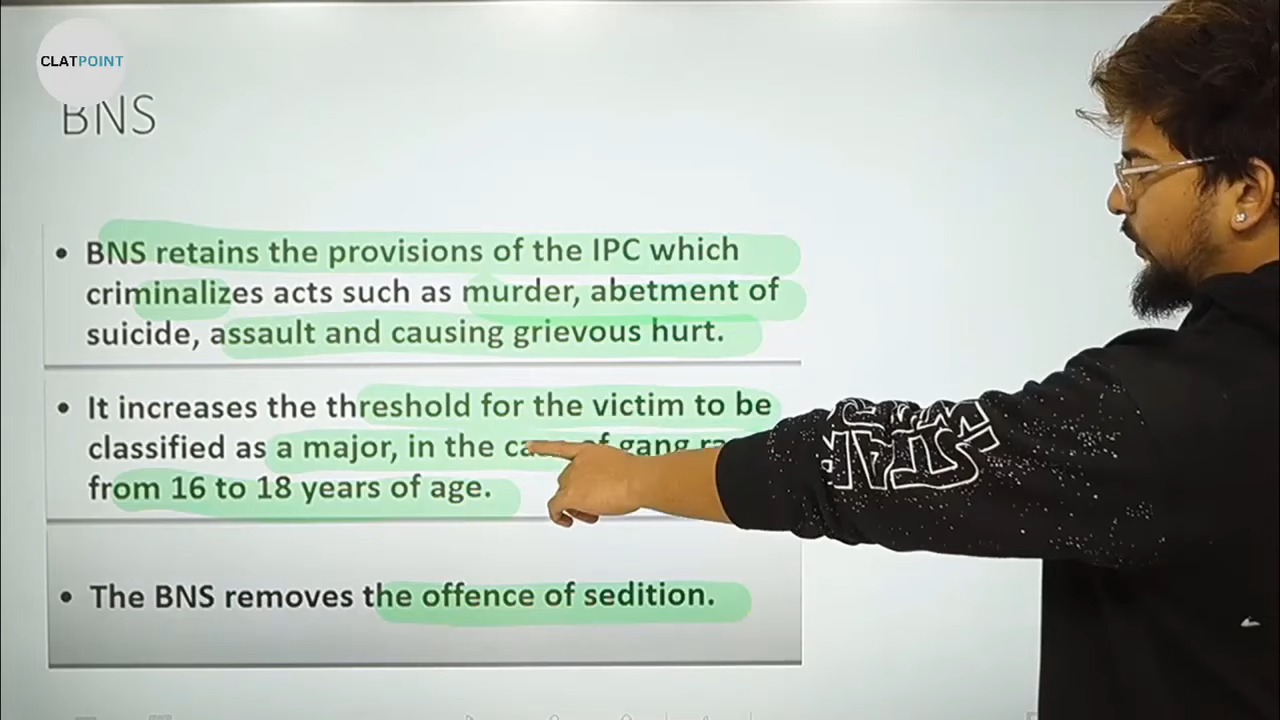 CLATPOINT
BNS
• BNS retains the provisions of the IPC which
criminalizes acts such as murder, abetment of
suicide, assault and causing grievous hurt.
• It increases the threshold for the victim to be
classified as a major, in the of gang
from 16 to 18 years of age.
• The BNS removes the offence of sedition.